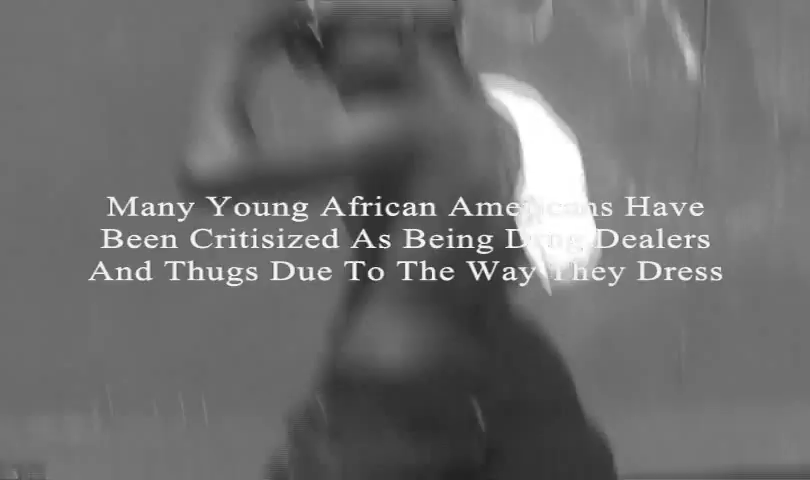 Many Young African Americans Have
Been Critisized As Being Drug Dealers
And Thugs Due To The Way They Dress